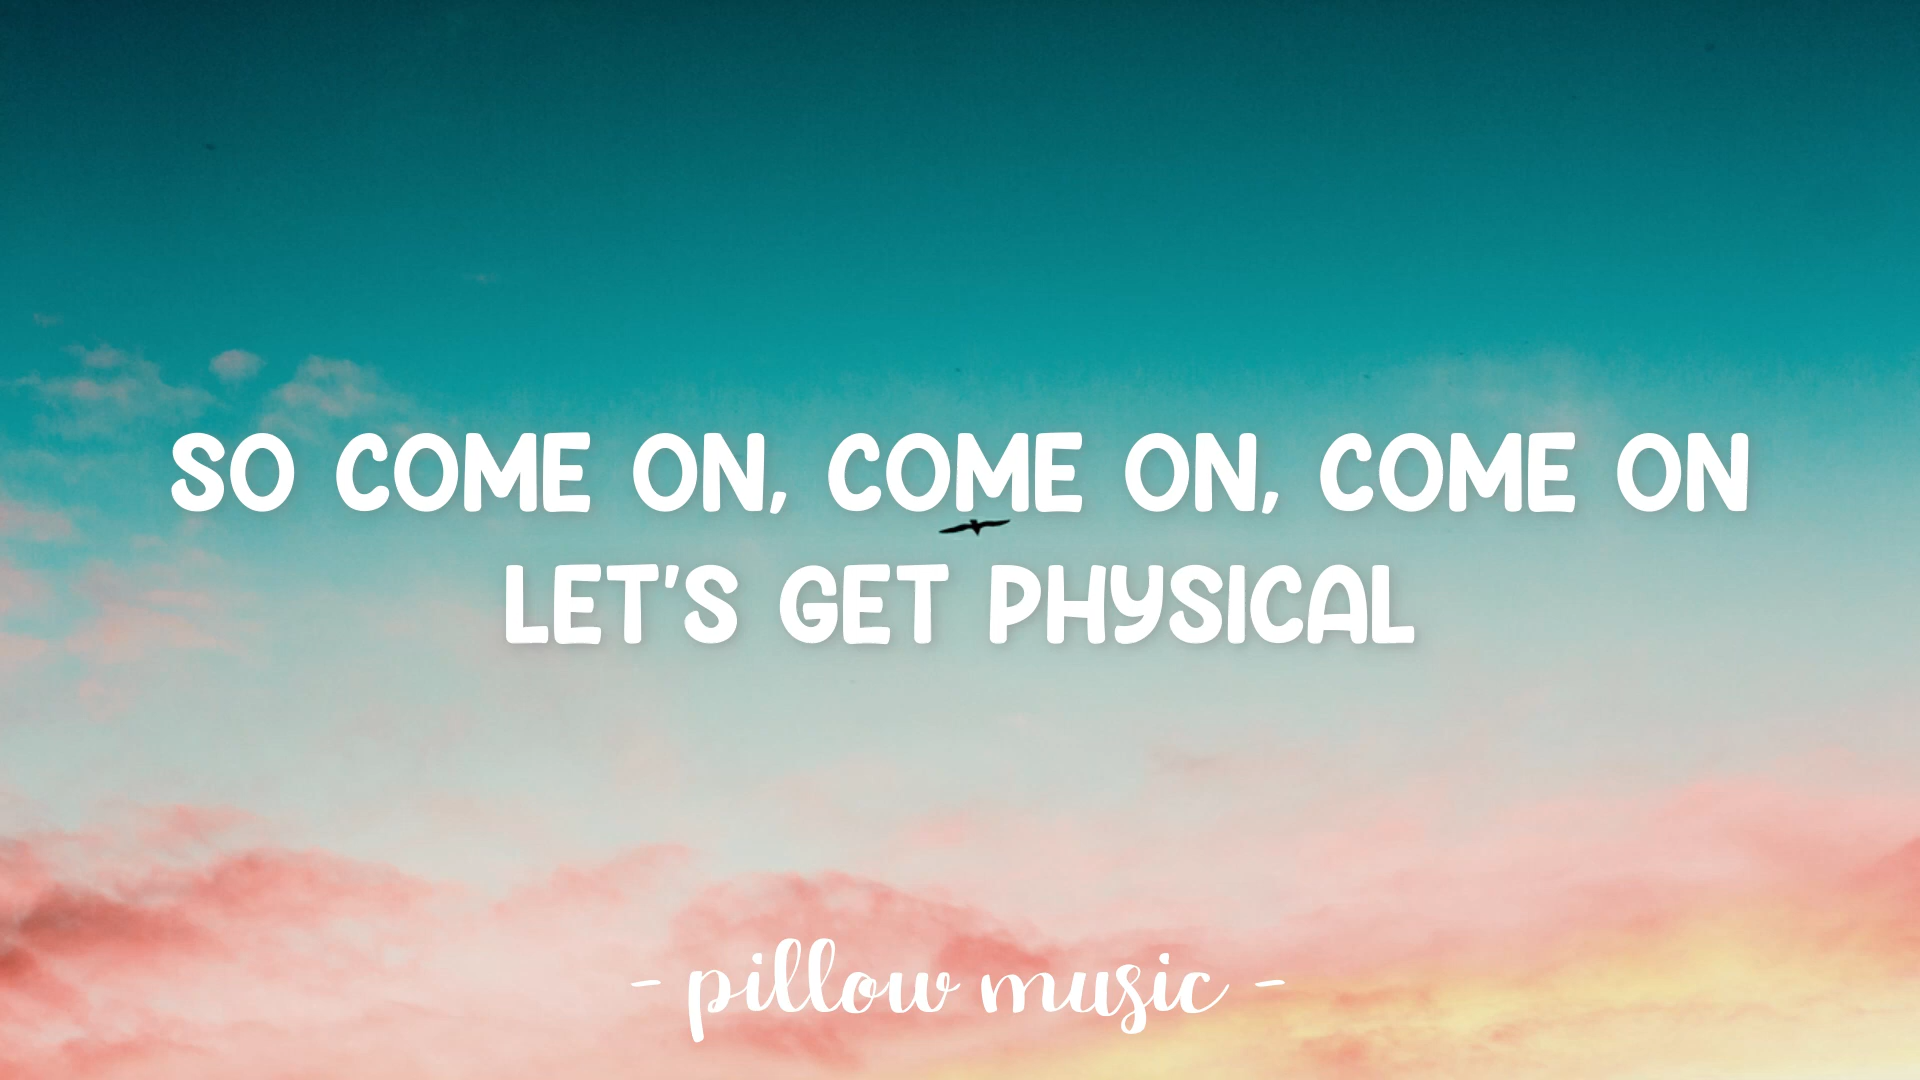 SO COME ON, COME ON, COME ON
LET'S GET PHYSICAL
- pillow music -